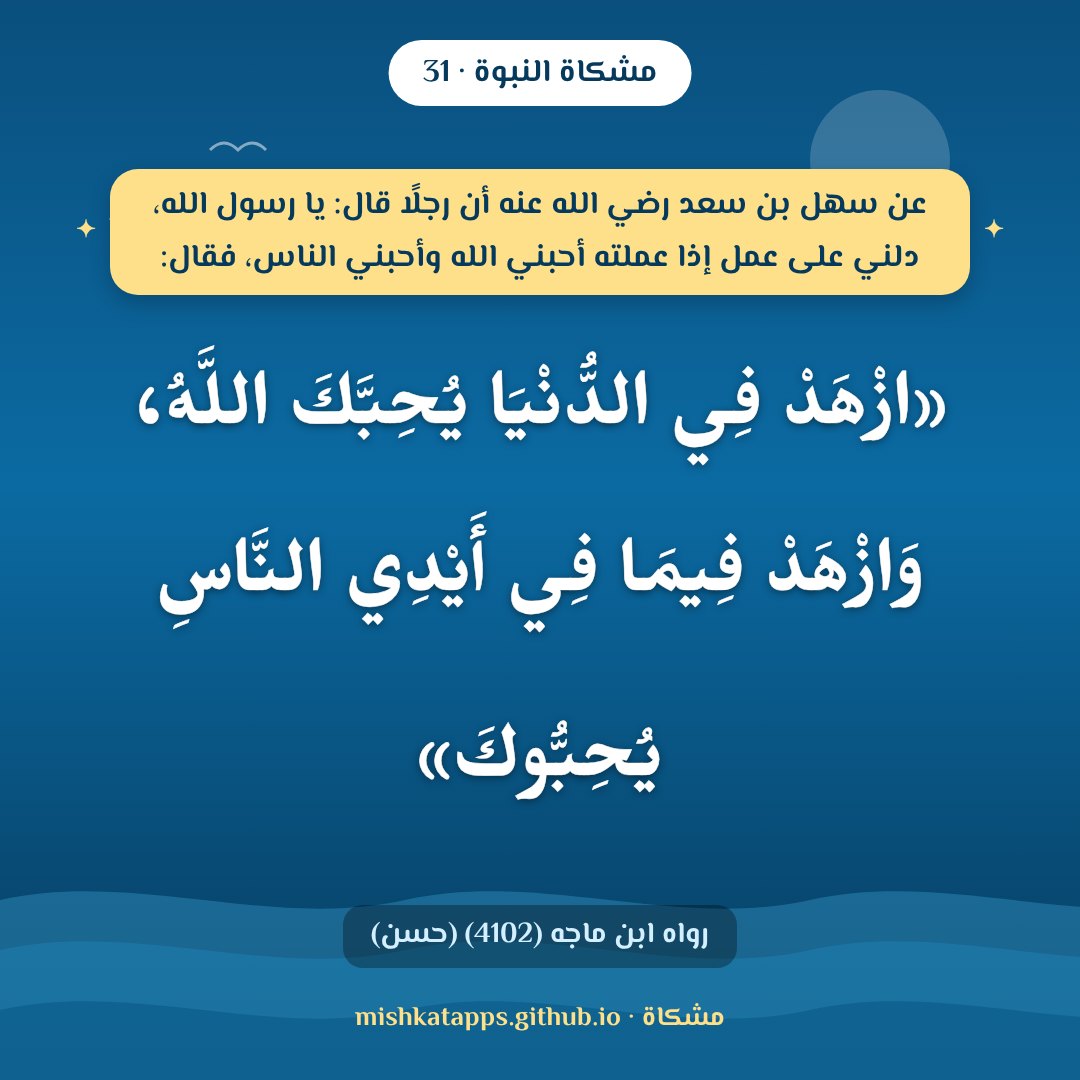 مشكاة النبوة · 31
عن سهل بن سعد رضي الله عنه أن رجلًا قال: يا رسول الله،
دلني على عمل إذا عملته أحبني الله وأحبني الناس، فقال:
«ازْهَدْ فِي الدُّنْيَا يُحِبَّكَ اللَّهُ،
وَازْهَدْ فِيمَا فِي أَيْدِي النَّاسِ
يُحِبُّوكَ»
رواه ابن ماجه (4102) (حسن)
مشكاة · mishkatapps.github.io